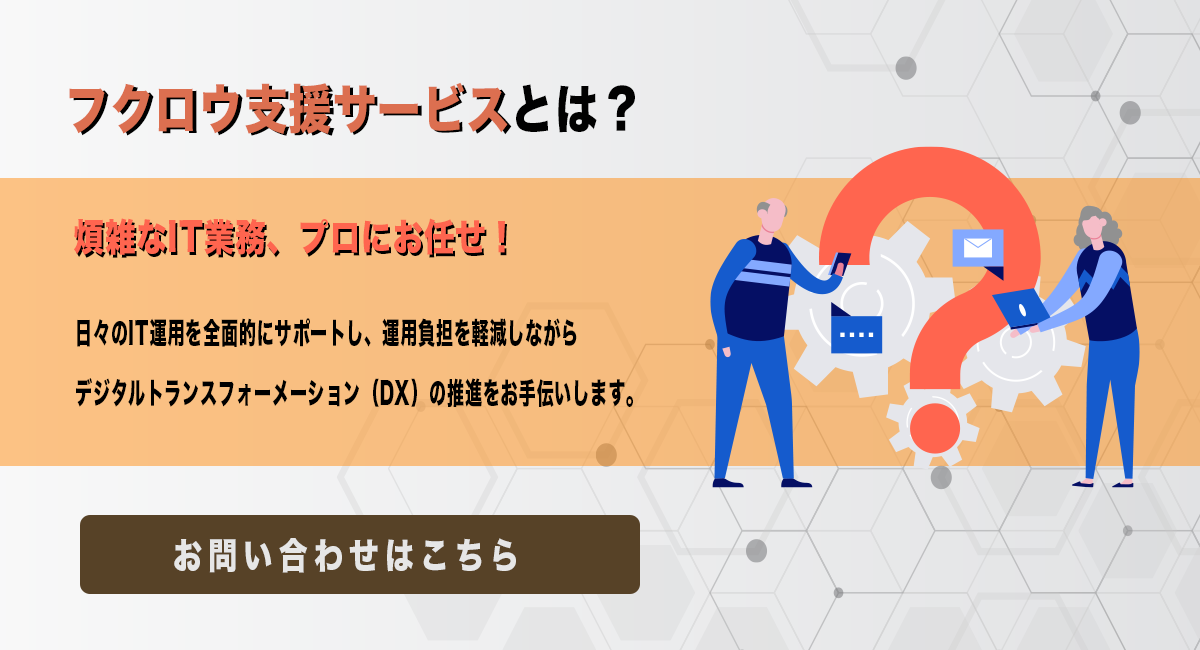 フクロウ支援サービスとは？
煩雑なIT業務、プロにお任せ！
日々のIT運用を全面的にサポートし、運用負担を軽減しながら
デジタルトランスフォーメーション（DX）の推進をお手伝いします。
お問い合わせはこちら